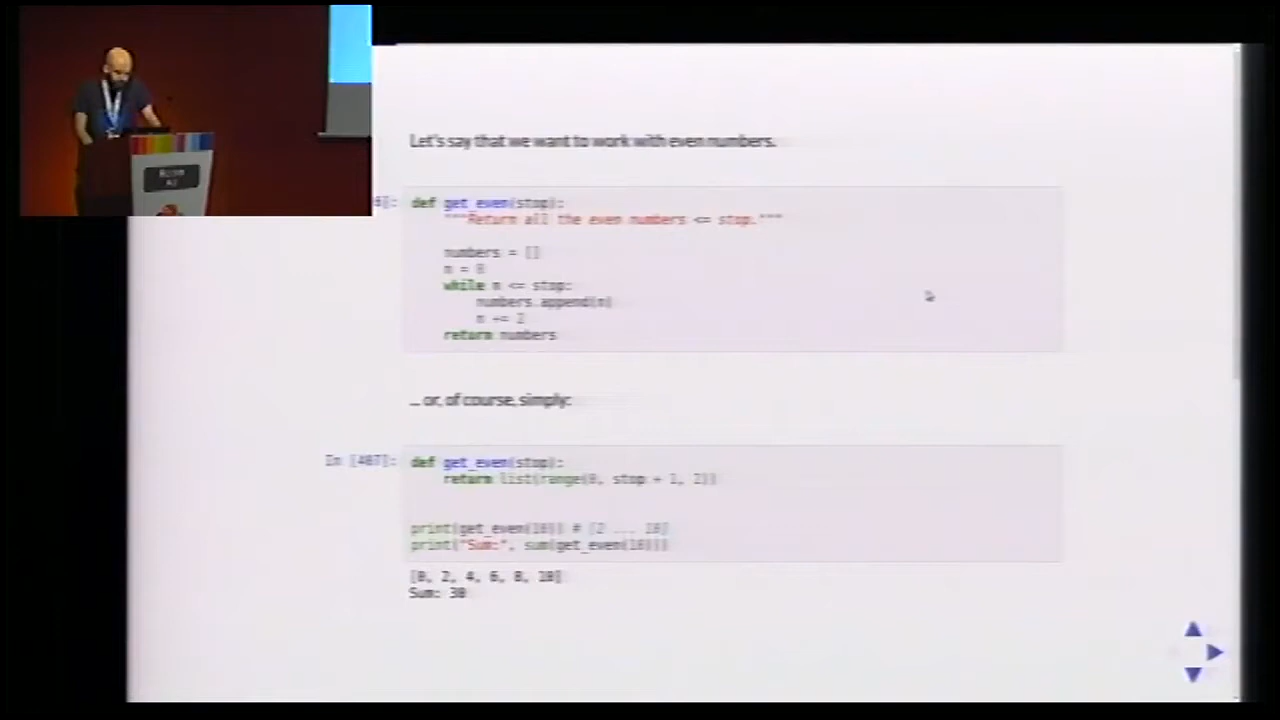 Let's say that we want to work with even numbers.
6]: def get_even(stop):
"""Return all the even numbers <= stop."""
numbers = []
n = 0
while n <= stop:
numbers.append(n)
n += 2
return numbers
... or, of course, simply:
In [407]: def get_even(stop):
return list(range(0, stop + 1, 2))
print(get_even(10)) # [2 ... 10]
print("Sum:", sum(get_even(10)))
[0, 2, 4, 6, 8, 10]
Sum: 30